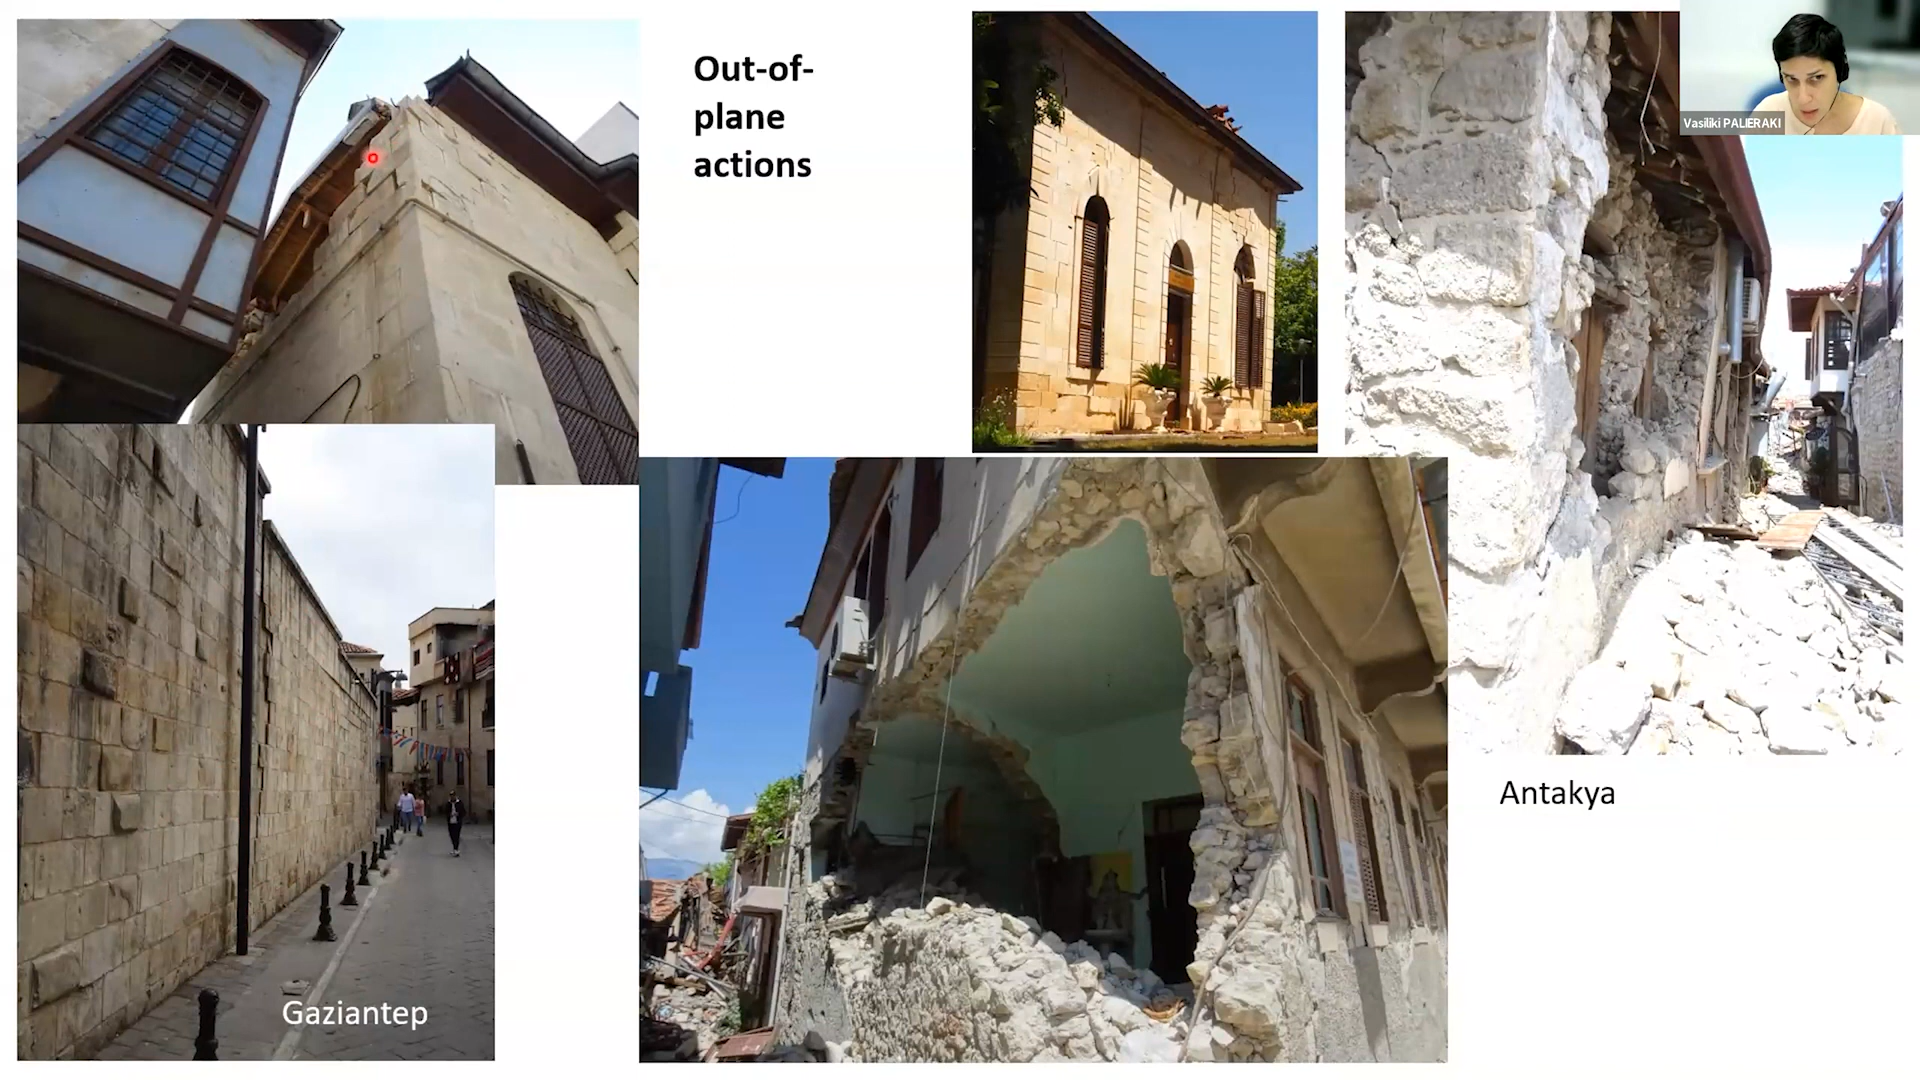 Out-of-
plane
actions
Vasiliki PALIERAKI
Antakya
Gaziantep